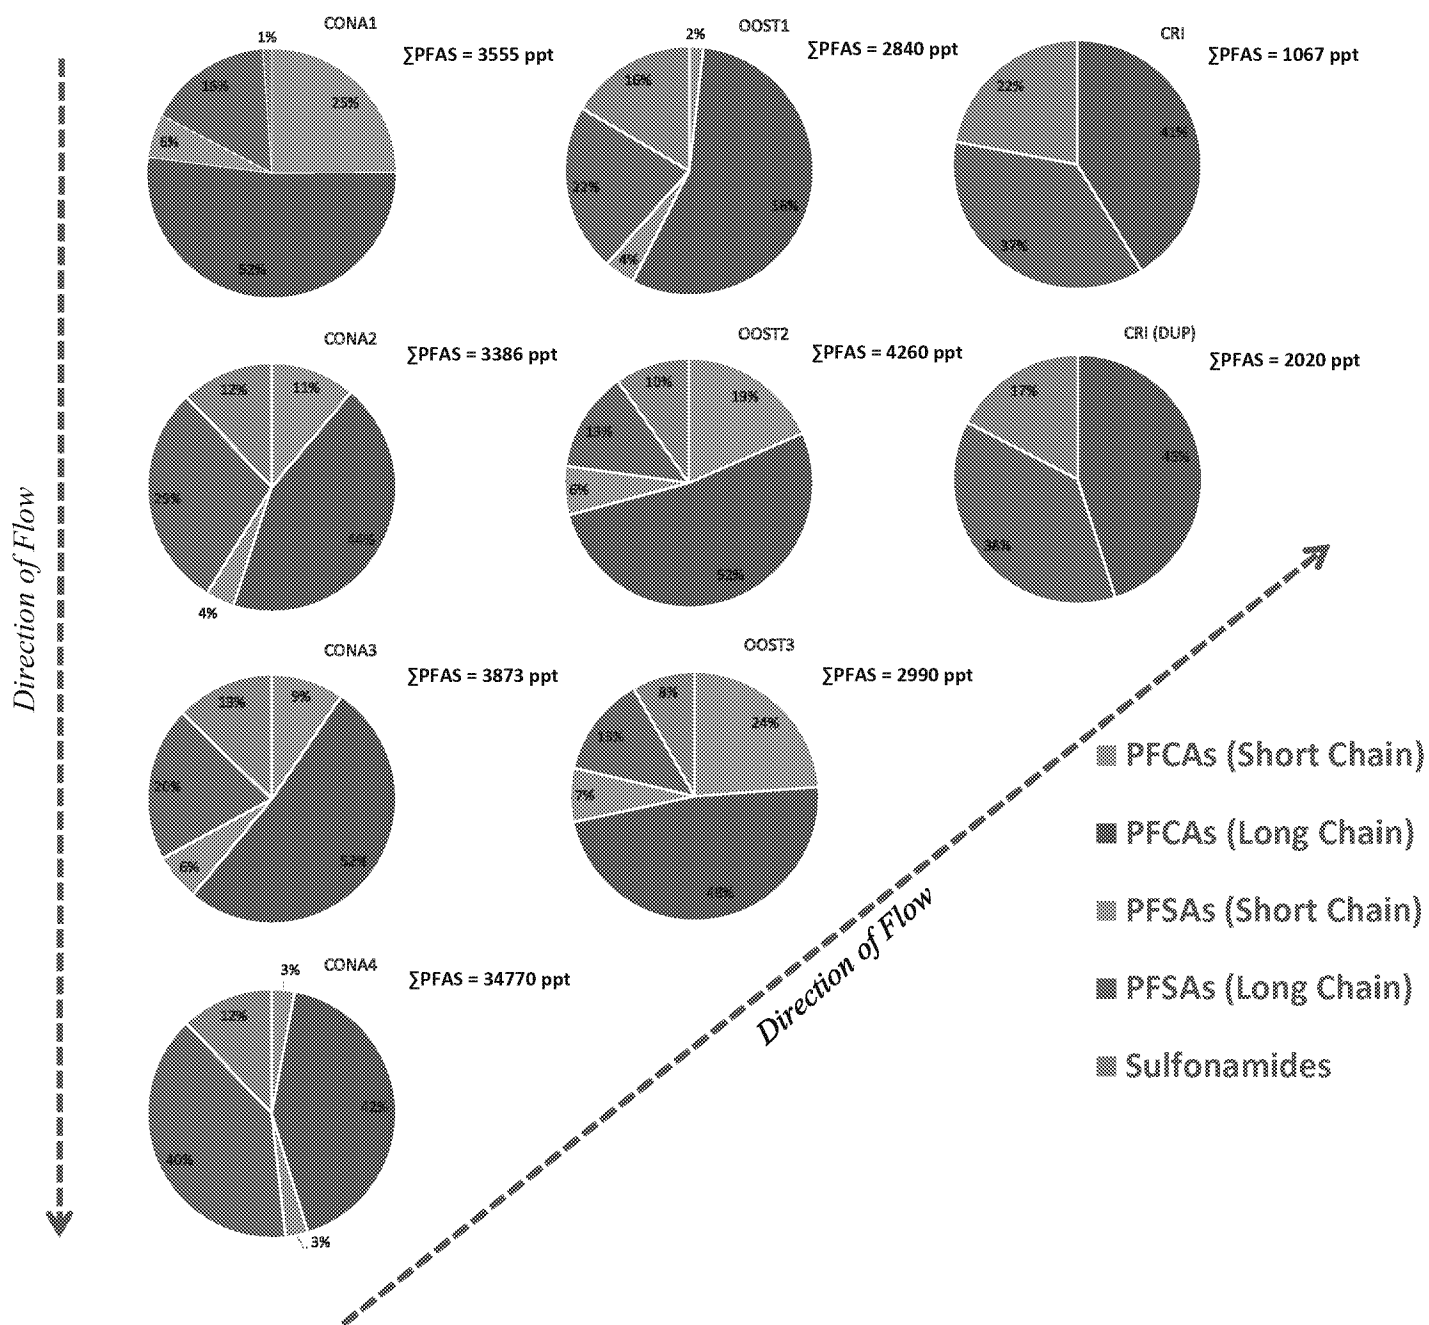 CONA1
∑PFAS = 3555 ppt
1%
25%
52%
6%
OOST1
∑PFAS = 2840 ppt
2%
16%
56%
22%
4%
CRI
∑PFAS = 1067 ppt
22%
41%
37%
CONA2
∑PFAS = 3386 ppt
12%
11%
29%
44%
4%
OOST2
∑PFAS = 4260 ppt
10%
19%
13%
6%
52%
CRI (DUP)
∑PFAS = 2020 ppt
17%
CONA3
∑PFAS = 3873 ppt
9%
20%
52%
6%
OOST3
∑PFAS = 2990 ppt
8%
24%
13%
7%
48%
CONA4
∑PFAS = 34770 ppt
3%
12%
42%
40%
3%
Direction of Flow
Direction of Flow
PFCAs (Short Chain)
PFCAs (Long Chain)
PFSAs (Short Chain)
PFSAs (Long Chain)
Sulfonamides